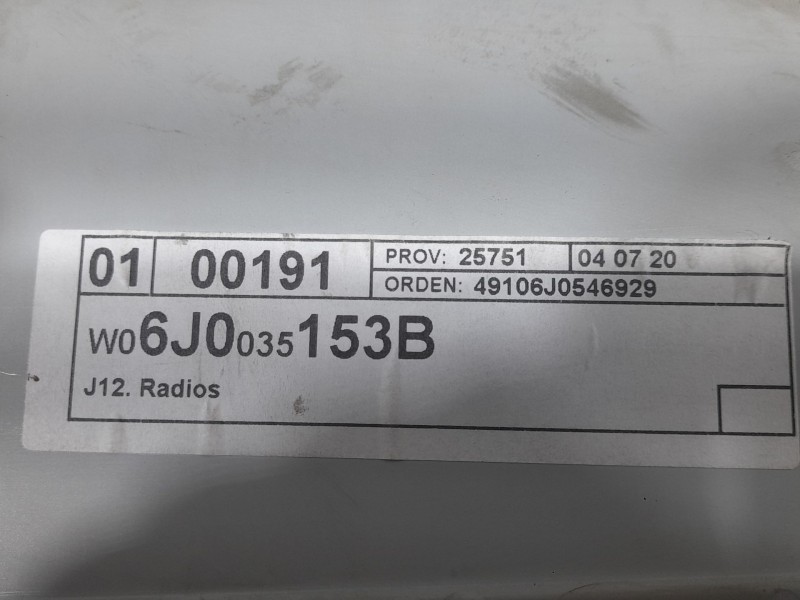 01 00191 PROV: 25751 04 07 20
ORDEN: 49106J0546929
W06J0035153B
J12. Radios